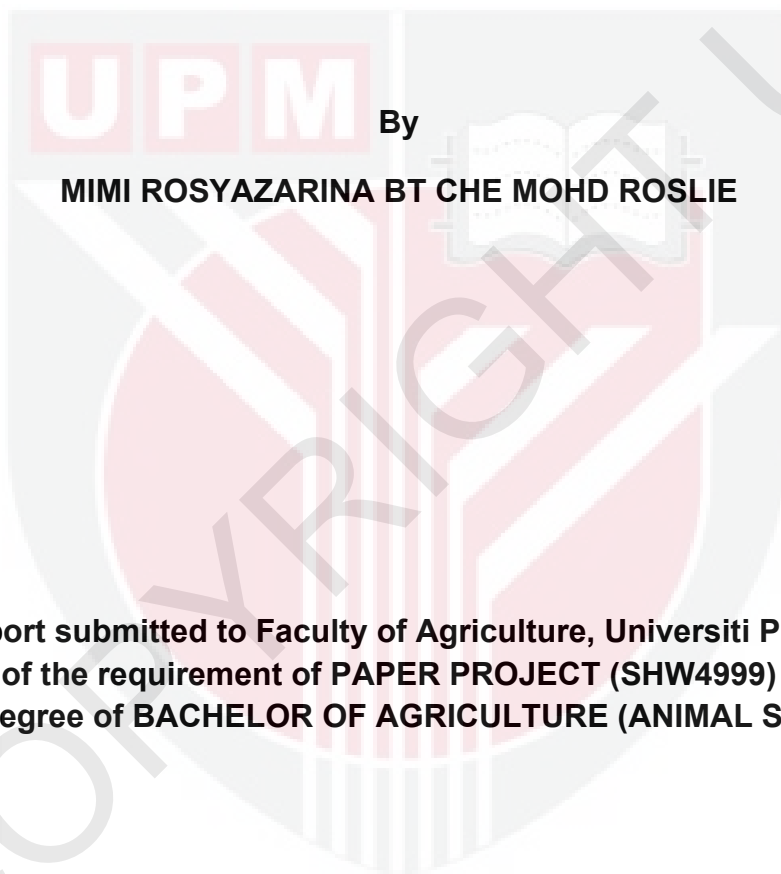 UPM
By
MIMI ROSYAZARINA BT CHE MOHD ROSLIE
port submitted to Faculty of Agriculture, Universiti P
of the requirement of PAPER PROJECT (SHW4999)
egree of BACHELOR OF AGRICULTURE (ANIMAL S
OPYRIGHT U